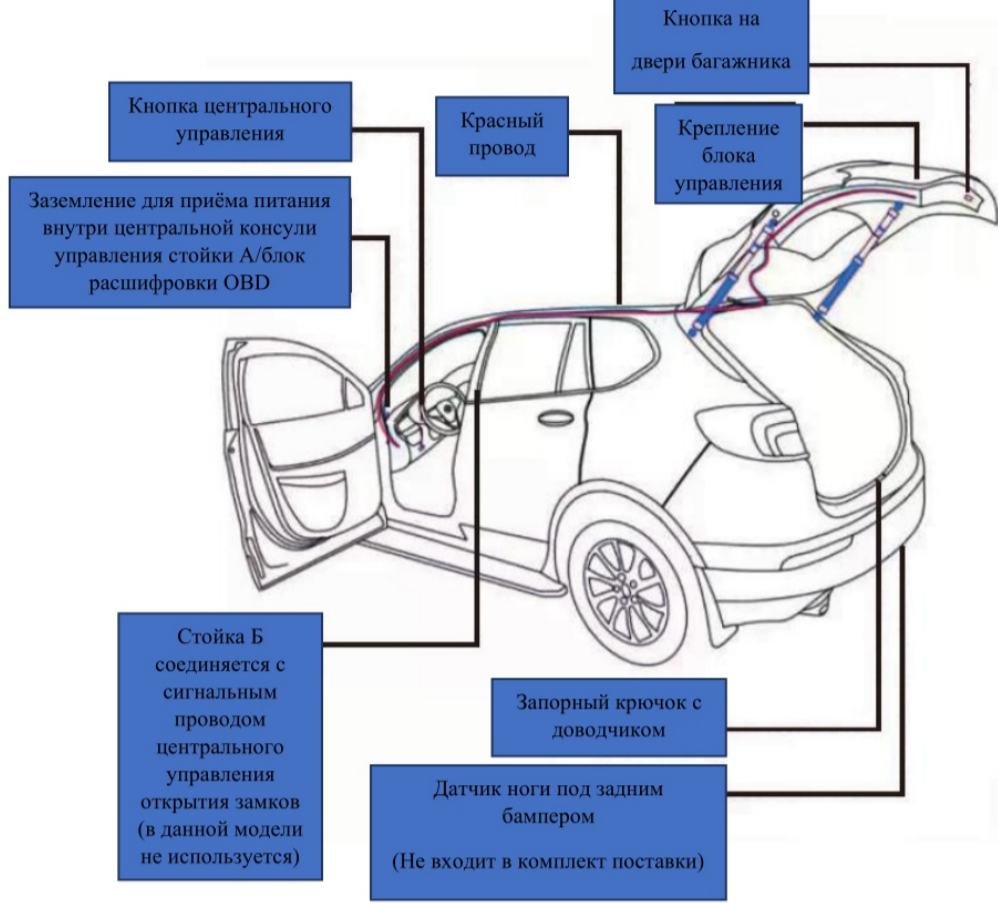 Кнопка на
двери багажника
Кнопка центрального
управления
Красный
провод
Крепление
блока
управления
Заземление для приёма питания
внутри центральной консули
управления стойки А/блок
расшифровки OBD
Стойка Б
соединяется с
сигнальным
проводом
центрального
управления
открытия замков
(в данной модели
не используется)
Запорный крючок с
доводчиком
Датчик ноги под задним
бампером
(Не входит в комплект поставки)